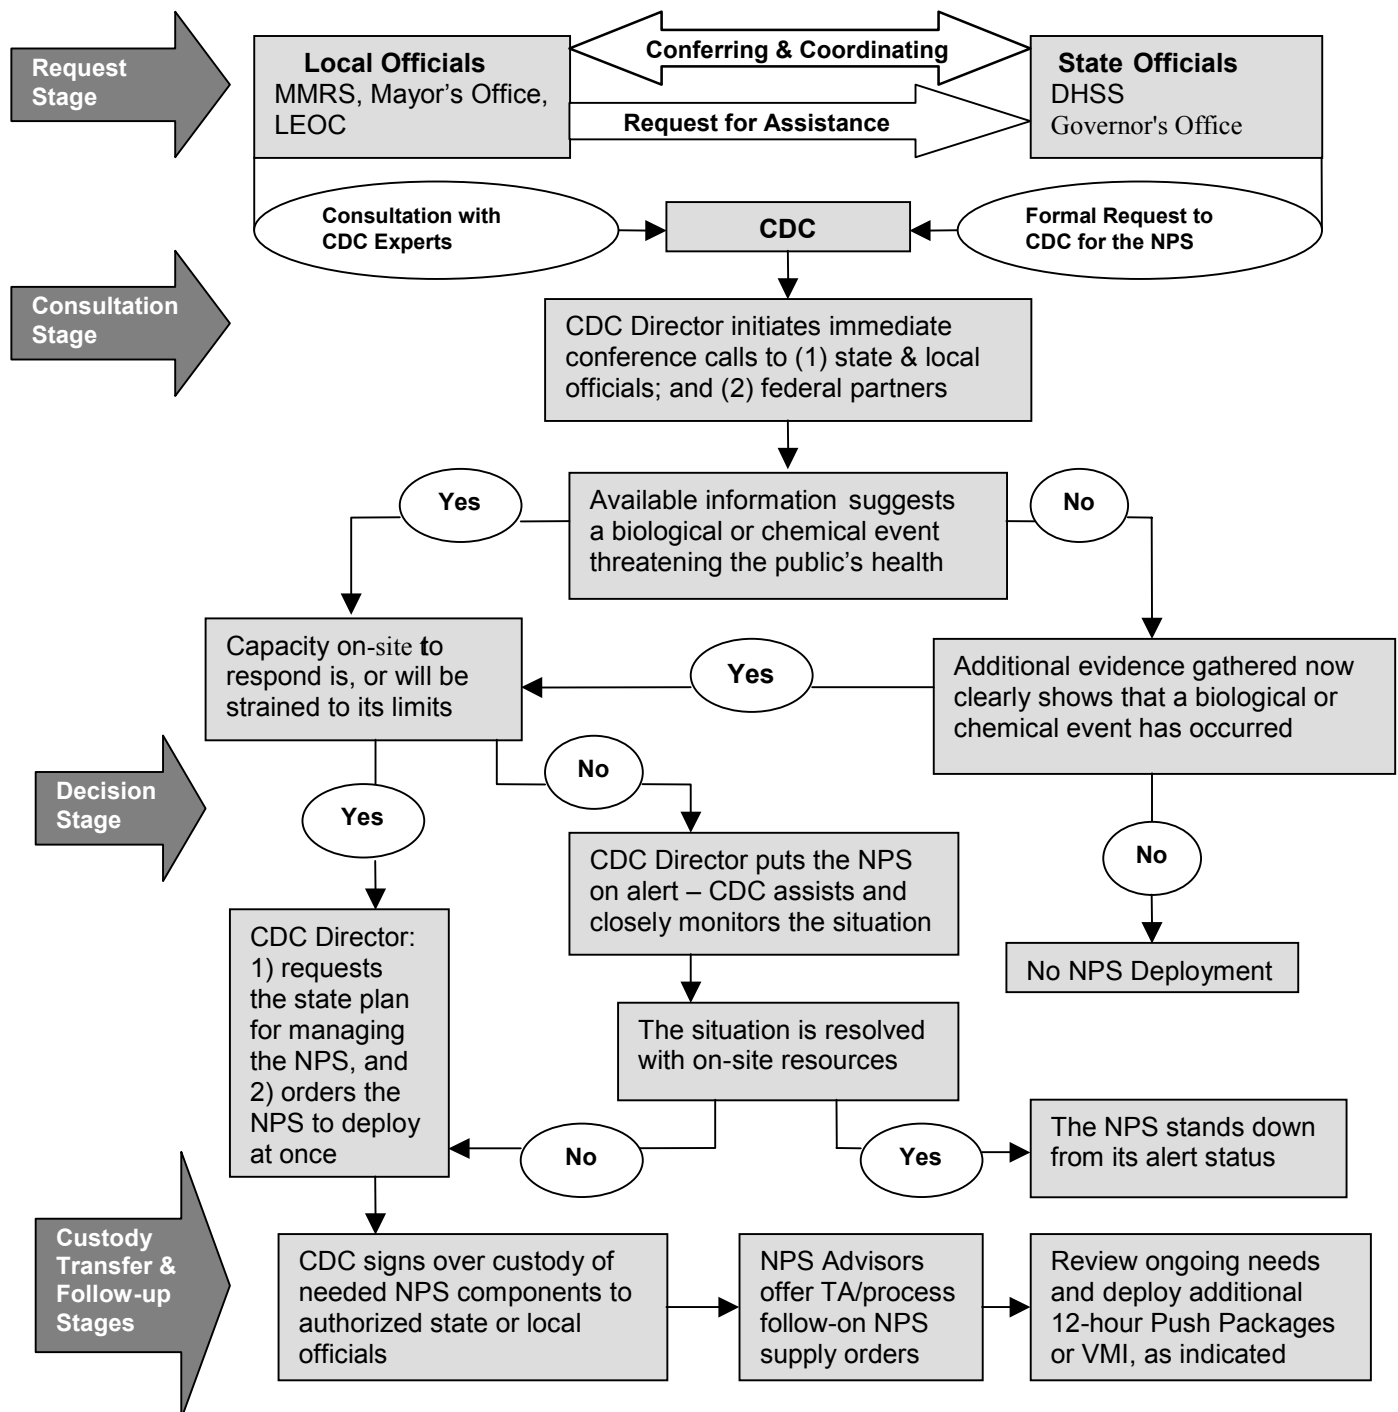 Request
Stage
Local Officials
MMRS, Mayor's Office,
LEOC
Conferring & Coordinating
Request for Assistance
State Officials
DHSS
Governor's Office
Consultation with
CDC Experts
CDC
Formal Request to
CDC for the NPS
Consultation
Stage
CDC Director initiates immediate
conference calls to (1) state & local
officials; and (2) federal partners
Yes
Available information suggests
a biological or chemical event
threatening the public's health
No
Capacity on-site to
respond is, or will be
strained to its limits
Yes
Additional evidence gathered now
clearly shows that a biological or
chemical event has occurred
Decision
Stage
Yes
No
No
CDC Director puts the NPS
on alert – CDC assists and
closely monitors the situation
No NPS Deployment
CDC Director:
1) requests
the state plan
for managing
the NPS, and
2) orders the
NPS to deploy
at once
The situation is resolved
with on-site resources
No
Yes
The NPS stands down
from its alert status
Custody
Transfer &
Follow-up
Stages
CDC signs over custody of
needed NPS components to
authorized state or local
officials
NPS Advisors
offer TA/process
follow-on NPS
supply orders
Review ongoing needs
and deploy additional
12-hour Push Packages
or VMI, as indicated